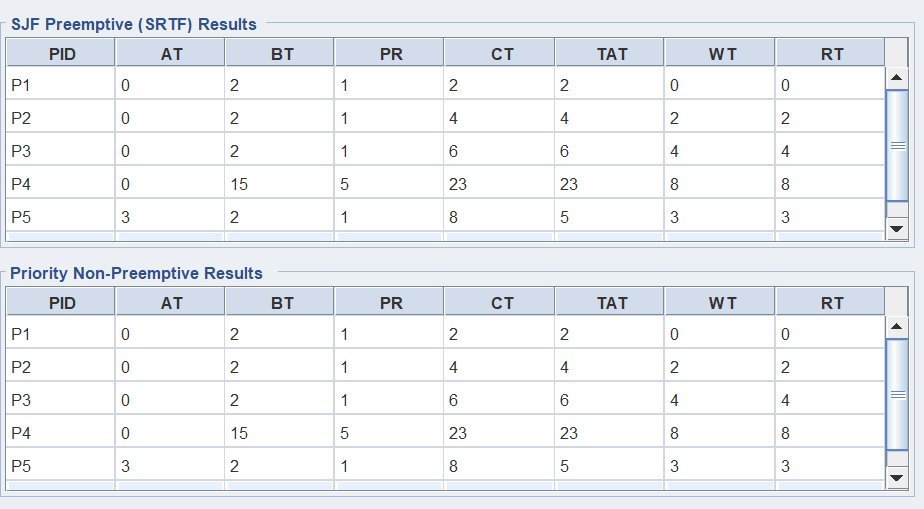 SJF Preemptive (SRTF) Results
PID AT BT PR CT TAT WT RT
P1 0 2 1 2 2 0 0
P2 0 2 1 4 4 2 2
P3 0 2 1 6 6 4 4
P4 0 15 5 23 23 8 8
P5 3 2 1 8 5 3 3
Priority Non-Preemptive Results
PID AT BT PR CT TAT WT RT
P1 0 2 1 2 2 0 0
P2 0 2 1 4 4 2 2
P3 0 2 1 6 6 4 4
P4 0 15 5 23 23 8 8
P5 3 2 1 8 5 3 3